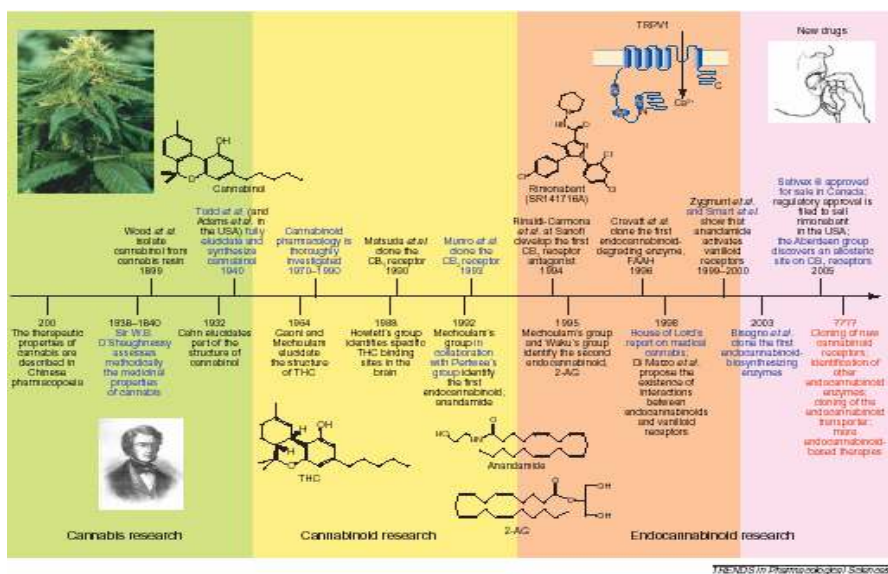 TRPV1
Ca²⁺
C
N
New drugs
OH
O
Cannabinol
HN
O
N
N
Cl
Cl
Cl
Rimonabant
(SR141716A)
Wood et al.
isolate
cannabinol from
cannabis resin
1899
Todd et al. (and
Adams et al. in
the USA) fully
elucidate and
synthesize
cannabinol
1940
Cannabinoid
pharmacology is
thoroughly
investigated
1970–1990
Matsuda et al.
clone the
CB₁ receptor
1990
Munro et al.
clone the
CB₂ receptor
1993
Rinaldi-Carmona
et al. at Sanofi
develop the first
CB₁ receptor
antagonist
1994
Cravatt et al.
clone the first
endocannabinoid-
degrading enzyme,
FAAH
1996
Zygmunt et al.
and Smart et al.
show that
anandamide
activates
vanilloid
receptors
1999–2000
Sativex ® approved
for sale in Canada;
regulatory approval is
filed to sell
rimonabant
in the USA;
the Aberdeen group
discovers an allosteric
site on CB₁ receptors
2005
200
The therapeutic
properties of
cannabis are
described in
Chinese
pharmacopoeia
1838–1840
Sir W.B.
O'Shaughnessy
assesses
methodically
the medicinal
properties
of cannabis
1932
Cahn elucidates
part of the
structure of
cannabinol
1964
Gaoni and
Mechoulam
elucidate
the structure
of THC
1988
Howlett's group
identifies specific
THC binding
sites in the
brain
1992
Mechoulam's
group in
collaboration
with Pertwee's
group identify
the first
endocannabinoid,
anandamide
1995
Mechoulam's group
and Waku's group
identify the second
endocannabinoid,
2-AG
1998
House of Lord's
report on medical
cannabis;
Di Marzo et al.
propose the
existence of
interactions
between
endocannabinoids
and vanilloid
receptors
2003
Bisogno et al.
clone the first
endocannabinoid-
biosynthesizing
enzymes
????
Cloning of new
cannabinoid
receptors;
identification of
other
endocannabinoid
enzymes;
cloning of the
endocannabinoid
transporter;
more
endocannabinoid-
based therapies
OH
H
H
O
THC
HO
HN
O
Anandamide
O
O
OH
OH
2-AG
Cannabis research
Cannabinoid research
Endocannabinoid research
TRENDS in Pharmacological Sciences